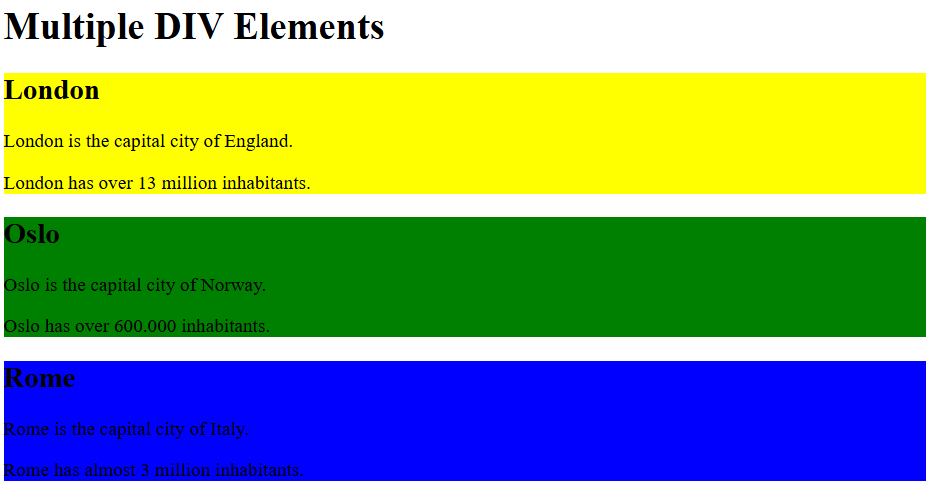 Multiple DIV Elements
London
London is the capital city of England.
London has over 13 million inhabitants.
Oslo
Oslo is the capital city of Norway.
Oslo has over 600.000 inhabitants.
Rome
Rome is the capital city of Italy.
Rome has almost 3 million inhabitants.